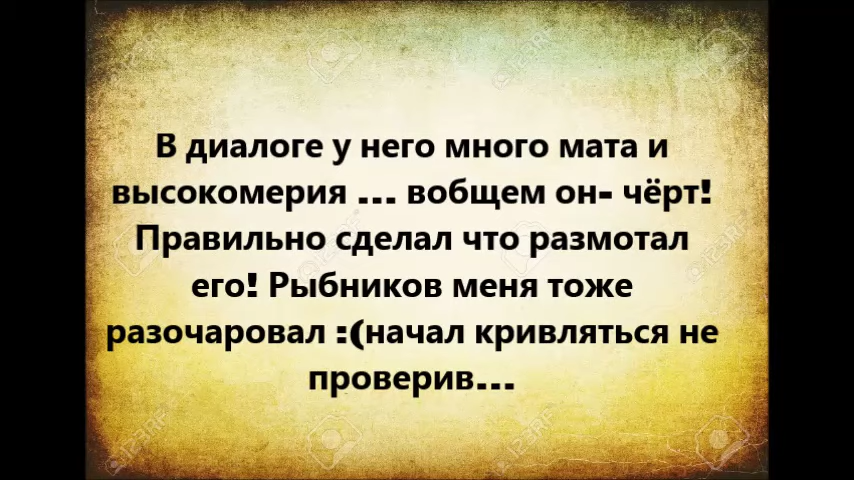 В диалоге у него много мата и
высокомерия ... вобщем он- чёрт!
Правильно сделал что размотал
его! Рыбников меня тоже
разочаровал :(начал кривляться не
проверив...